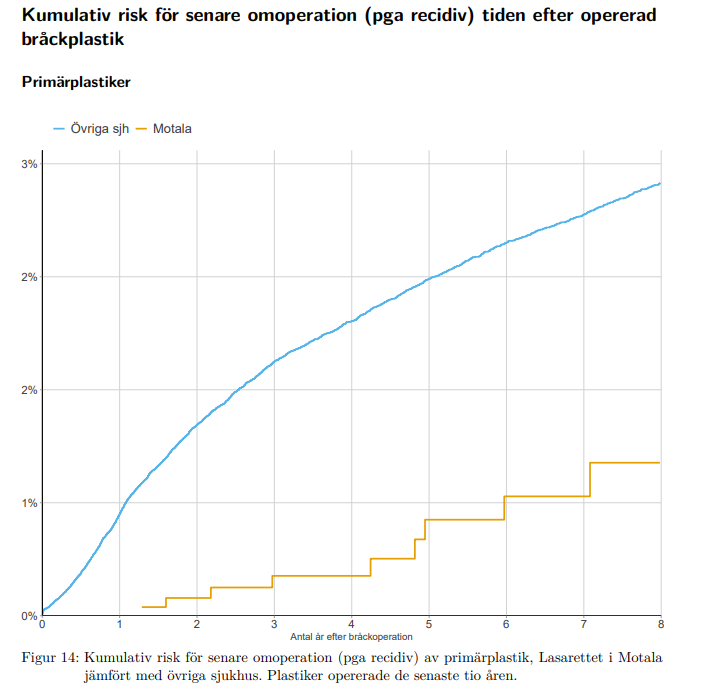 Kumulativ risk för senare omoperation (pga recidiv) tiden efter opererad
bråckplastik
Primärplastiker
Övriga sjh Motala
3%
2%
2%
1%
0%
0 1 2 3 4 5 6 7 8
Antal år efter bråckoperation
Figur 14: Kumulativ risk för senare omoperation (pga recidiv) av primärplastik, Lasarettet i Motala
jämfört med övriga sjukhus. Plastiker opererade de senaste tio åren.